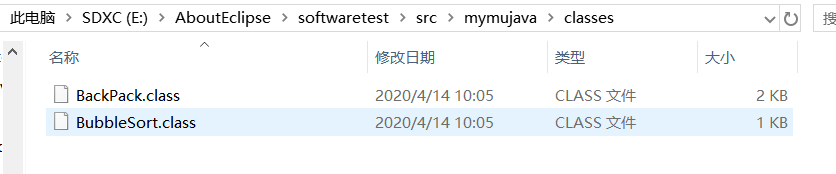 此电脑 > SDXC (E:) > AboutEclipse > softwaretest > src > mymujava > classes
名称 修改日期 类型 大小
BackPack.class 2020/4/14 10:05 CLASS 文件 2 KB
BubbleSort.class 2020/4/14 10:05 CLASS 文件 1 KB